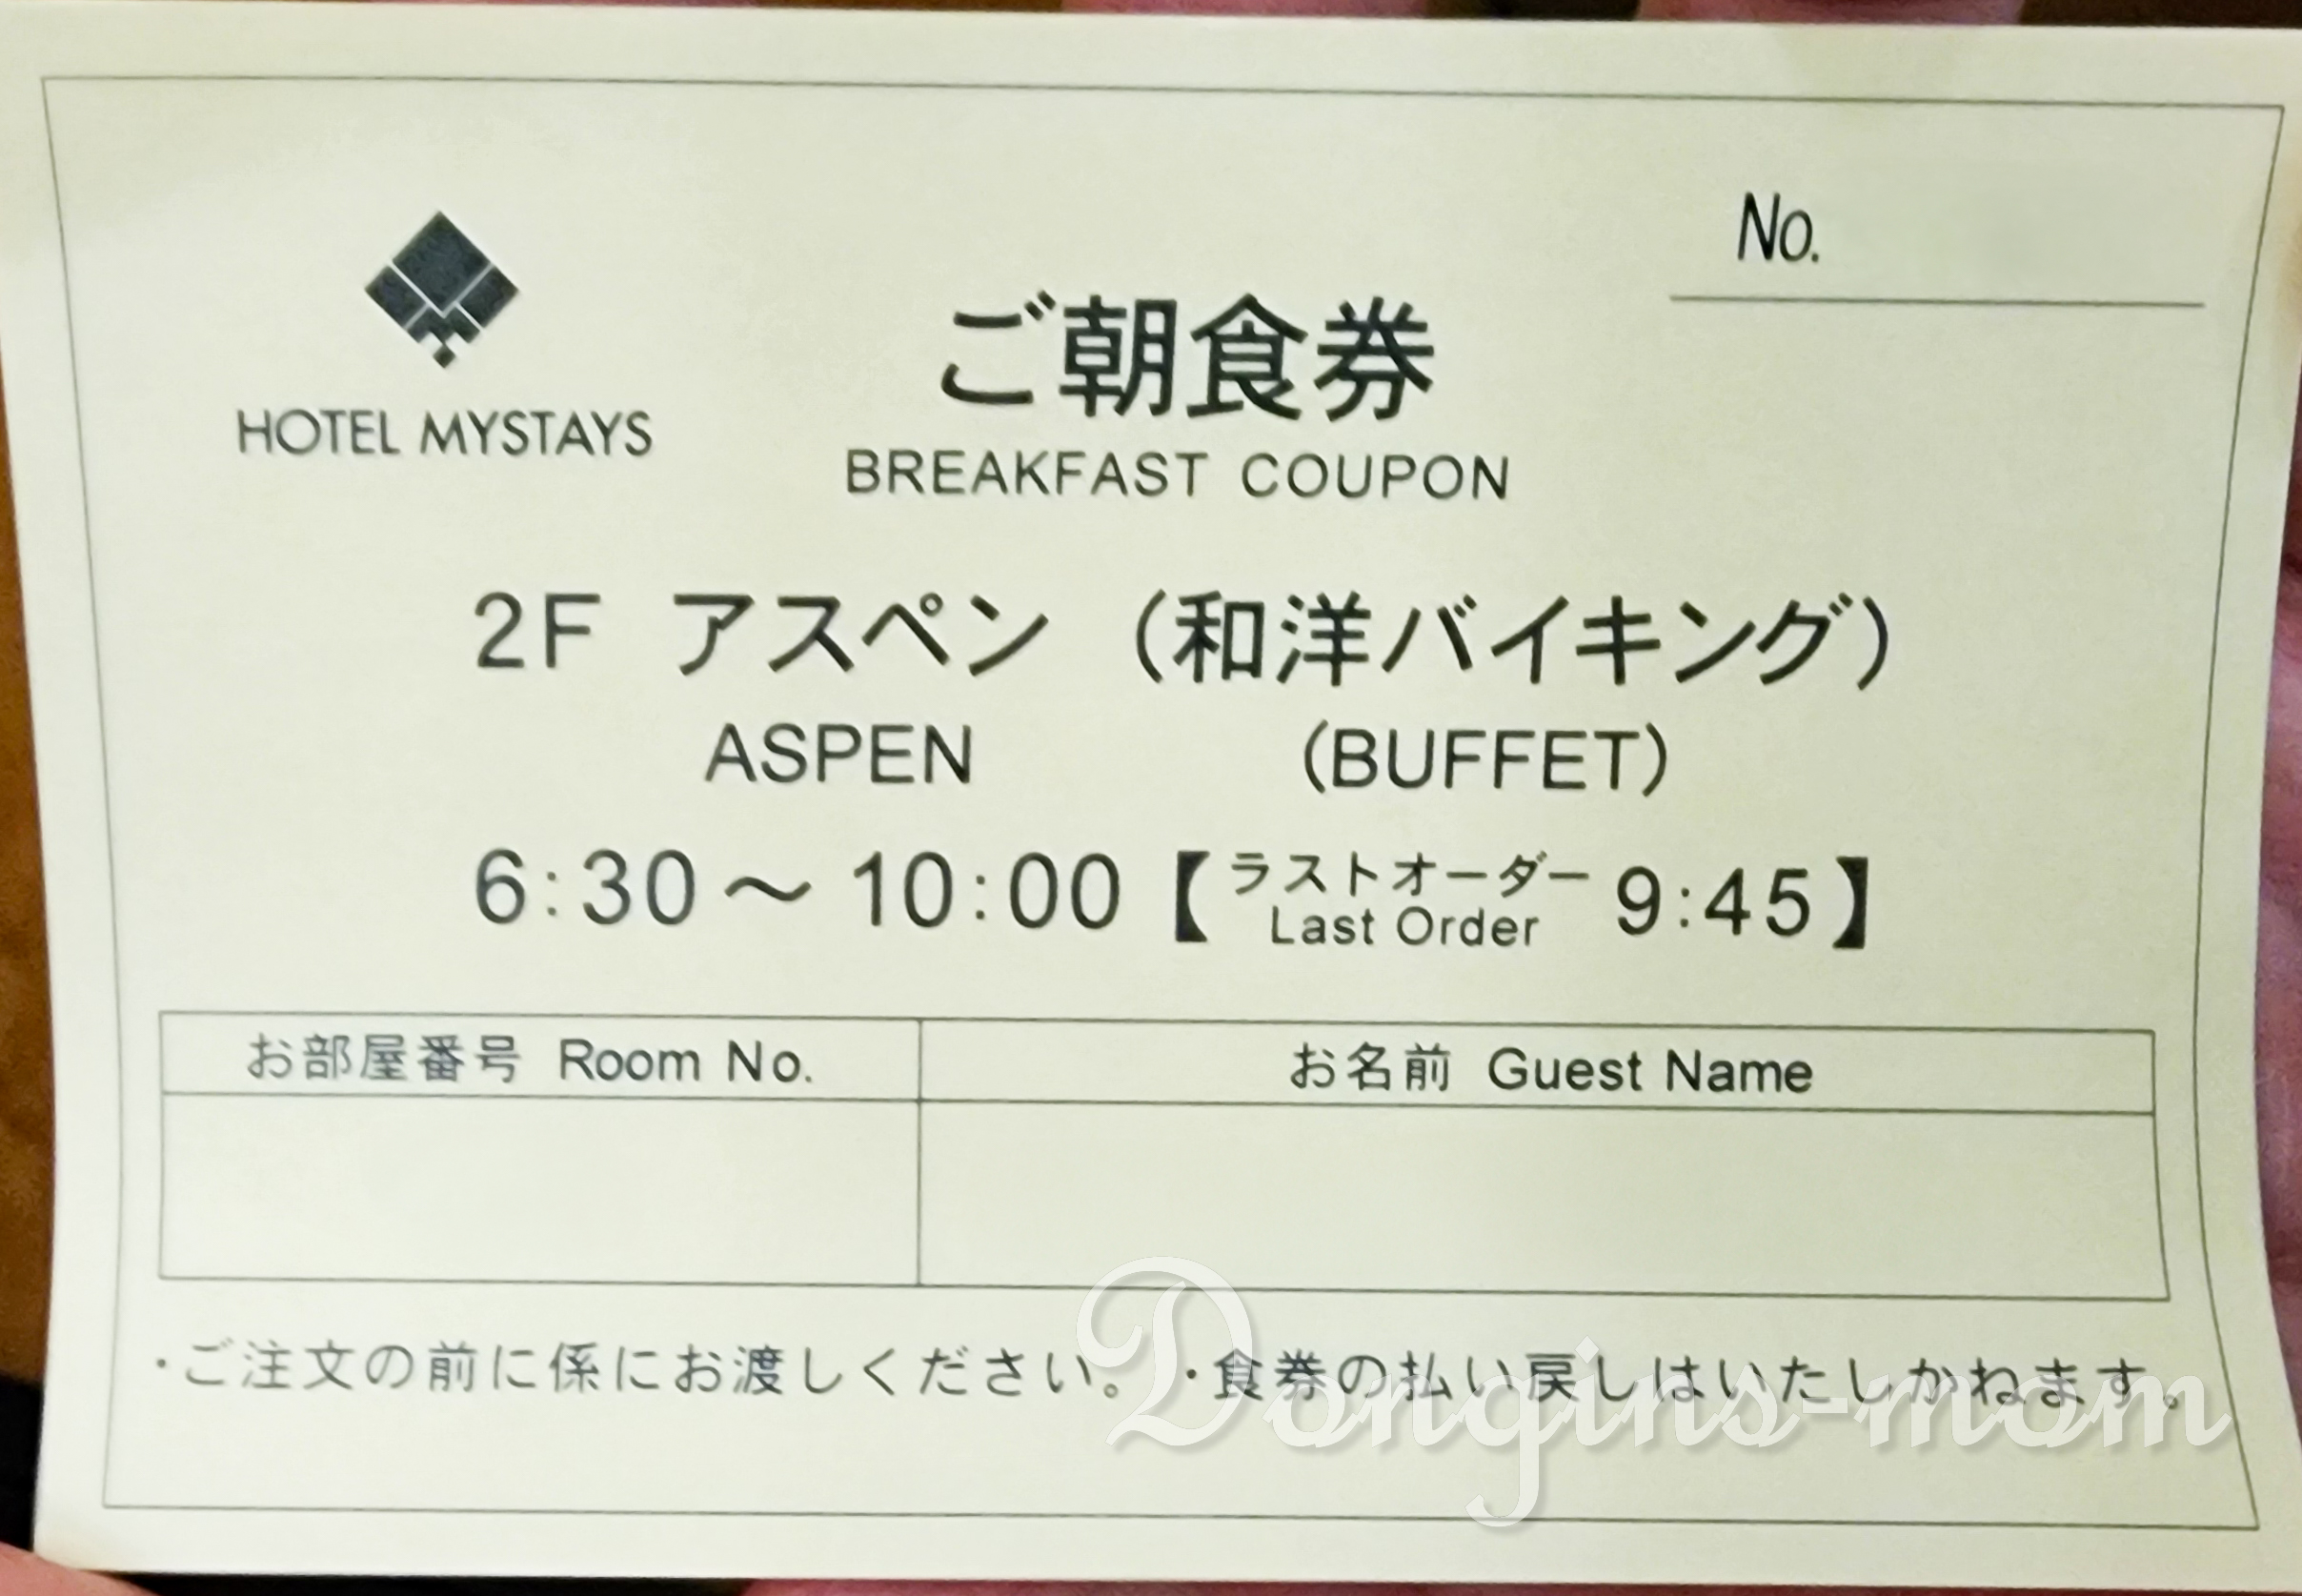 No.
HOTEL MYSTAYS
ご朝食券
BREAKFAST COUPON
2F アスペン (和洋バイキング)
ASPEN (BUFFET)
6:30～10:00【ラストオーダー 9:45】
Last Order
お部屋番号 Room No. お名前 Guest Name
・ご注文の前に係にお渡しください。 ・食券の払い戻しはいたしかねます。
Dongins-mom